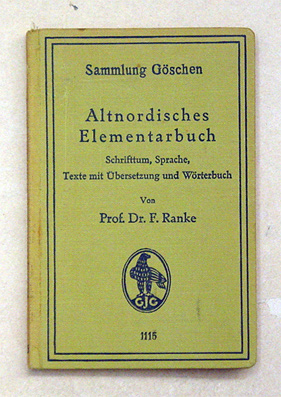 Sammlung Göschen
Altnordisches
Elementarbuch
Schrifttum, Sprache,
Texte mit Übersetzung und Wörterbuch
Von
Prof. Dr. F. Ranke
GJG
1115